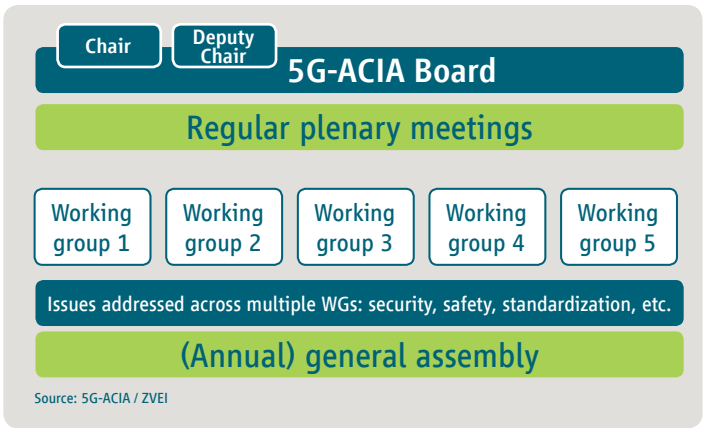 Chair
Deputy
Chair
5G-ACIA Board
Regular plenary meetings
Working
group 1
Working
group 2
Working
group 3
Working
group 4
Working
group 5
Issues addressed across multiple WGs: security, safety, standardization, etc.
(Annual) general assembly
Source: 5G-ACIA / ZVEI